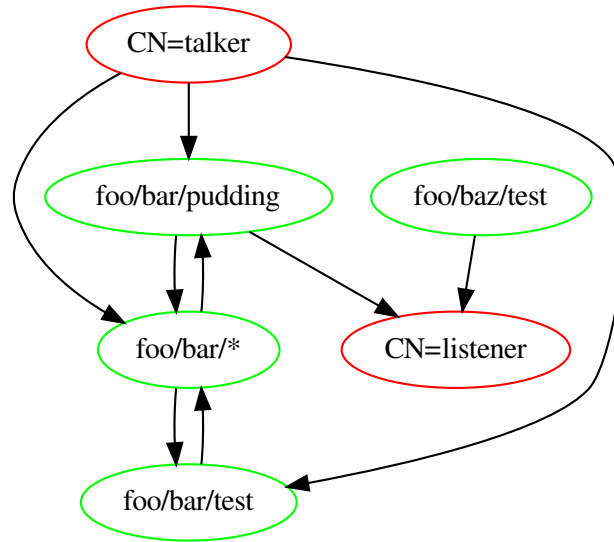 CN=talker
foo/bar/pudding
foo/baz/test
foo/bar/*
CN=listener
foo/bar/test